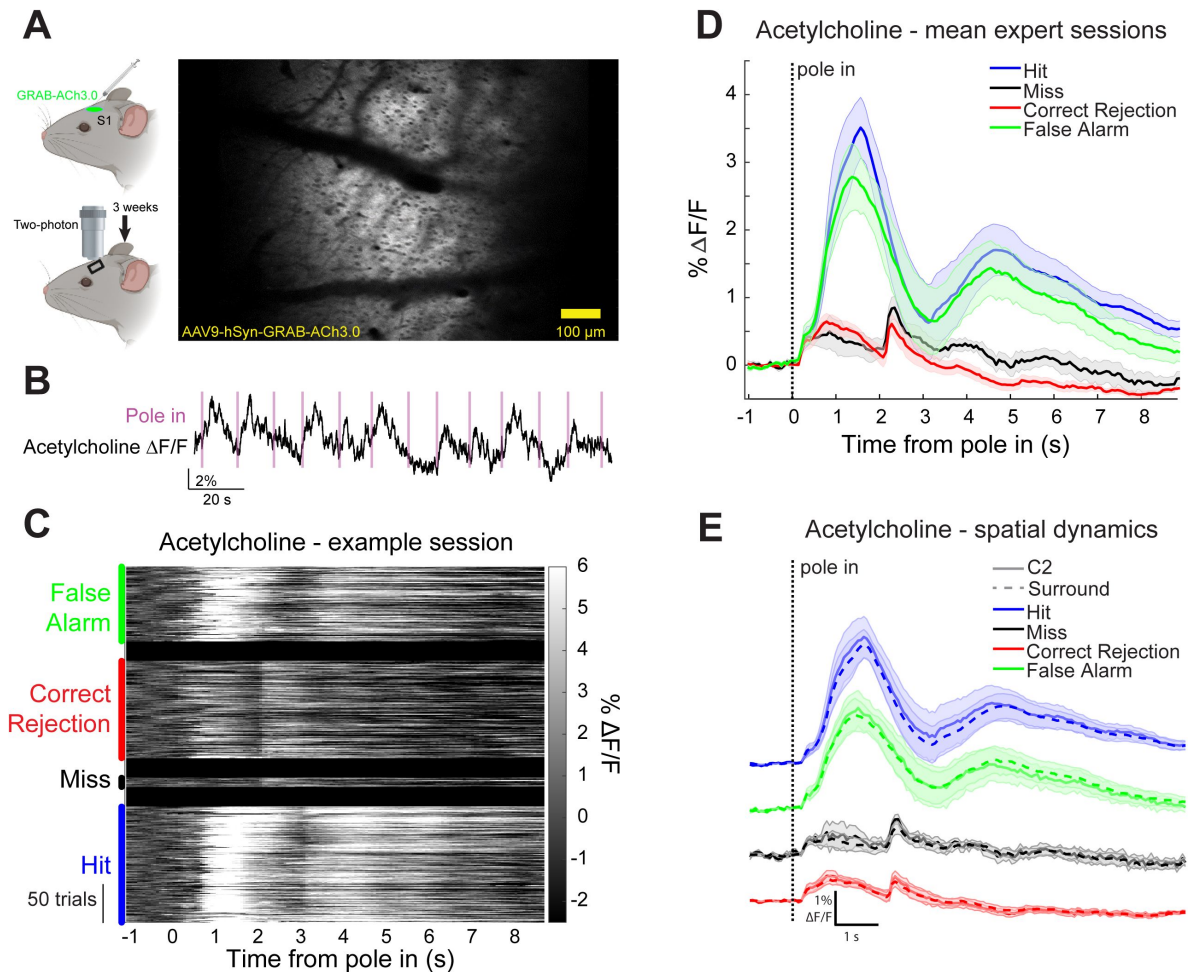 A
GRAB-ACh3.0
S1
Two-photon
3 weeks
AAV9-hSyn-GRAB-ACh3.0
100 µm
B
Pole in
Acetylcholine ΔF/F
2%
20 s
C
Acetylcholine - example session
False
Alarm
Correct
Rejection
Miss
Hit
50 trials
-1 0 1 2 3 4 5 6 7 8
Time from pole in (s)
6
5
4
3
2
1
0
-1
-2
% ΔF/F
D
Acetylcholine - mean expert sessions
pole in
Hit
Miss
Correct Rejection
False Alarm
4
3
2
1
0
% ΔF/F
-1 0 1 2 3 4 5 6 7 8
Time from pole in (s)
E
Acetylcholine - spatial dynamics
pole in
C2
Surround
Hit
Miss
Correct Rejection
False Alarm
1%
ΔF/F
1 s